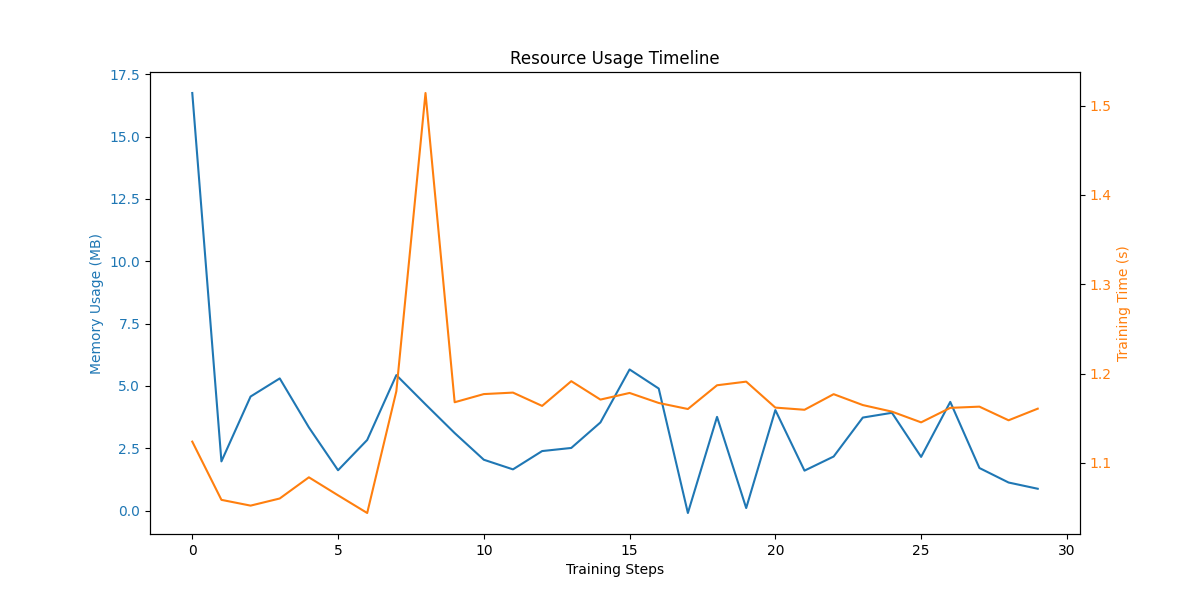 Resource Usage Timeline
17.5
15.0
12.5
10.0
7.5
5.0
2.5
0.0
Memory Usage (MB)
1.5
1.4
1.3
1.2
1.1
Training Time (s)
0 5 10 15 20 25 30
Training Steps